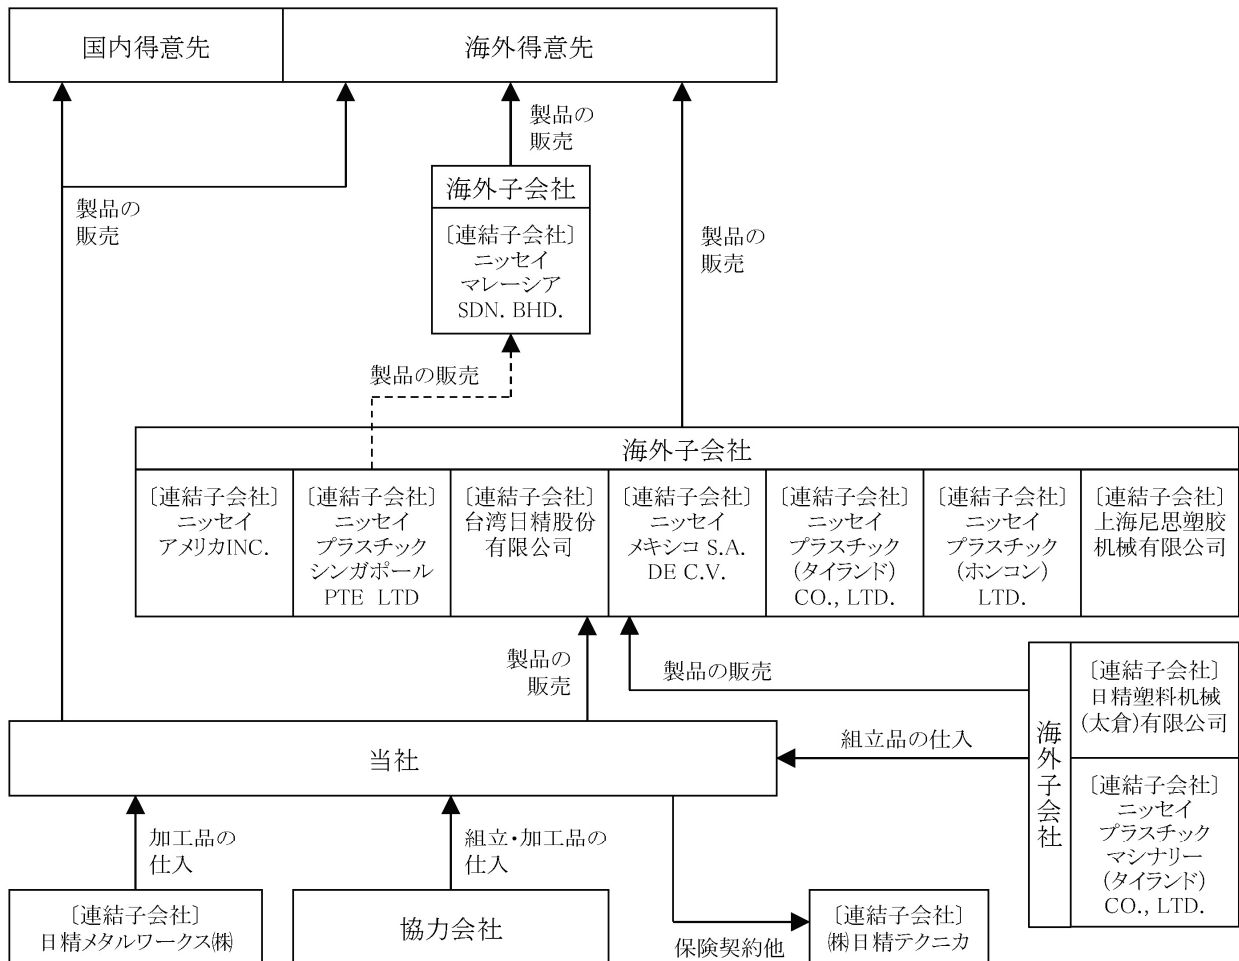 国内得意先
海外得意先
製品の
販売
海外子会社
製品の
販売
製品の
販売
〔連結子会社〕
ニッセイ
マレーシア
SDN. BHD.
製品の販売
海外子会社
〔連結子会社〕
ニッセイ
アメリカINC.
〔連結子会社〕
ニッセイ
プラスチック
シンガポール
PTE LTD
〔連結子会社〕
台湾日精股份
有限公司
〔連結子会社〕
ニッセイ
メキシコ S.A.
DE C.V.
〔連結子会社〕
ニッセイ
プラスチック
(タイランド)
CO., LTD.
〔連結子会社〕
ニッセイ
プラスチック
(ホンコン)
LTD.
〔連結子会社〕
上海尼思塑胶
机械有限公司
製品の
販売
製品の販売
海外子会社
〔連結子会社〕
日精塑料机械
(太倉)有限公司
組立品の仕入
当社
〔連結子会社〕
ニッセイ
プラスチック
マシナリー
(タイランド)
CO., LTD.
加工品の
仕入
組立・加工品の
仕入
〔連結子会社〕
日精メタルワークス㈱
協力会社
保険契約他
〔連結子会社〕
㈱日精テクニカ